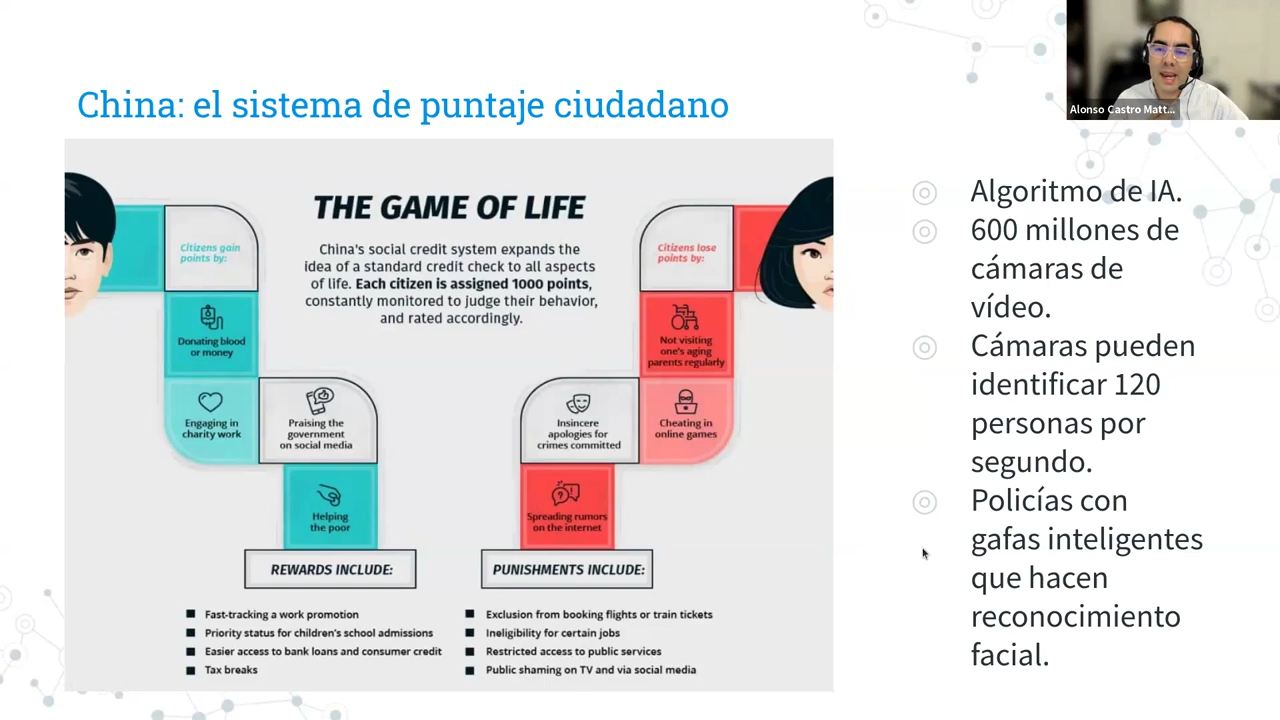 China: el sistema de puntaje ciudadano
Alonso Castro Matt...
THE GAME OF LIFE
China's social credit system expands the
idea of a standard credit check to all aspects
of life. Each citizen is assigned 1000 points,
constantly monitored to judge their behavior,
and rated accordingly.
Citizens gain
points by:
Donating blood
or money
Engaging in
charity work
Praising the
government
on social media
Helping
the poor
REWARDS INCLUDE:
Fast-tracking a work promotion
Priority status for children's school admissions
Easier access to bank loans and consumer credit
Tax breaks
Citizens lose
points by:
Not visiting
one's aging
parents regularly
Cheating in
online games
Insincere
apologies for
crimes committed
Spreading rumors
on the internet
PUNISHMENTS INCLUDE:
Exclusion from booking flights or train tickets
Ineligibility for certain jobs
Restricted access to public services
Public shaming on TV and via social media
Algoritmo de IA.
600 millones de
cámaras de
vídeo.
Cámaras pueden
identificar 120
personas por
segundo.
Policías con
gafas inteligentes
que hacen
reconocimiento
facial.